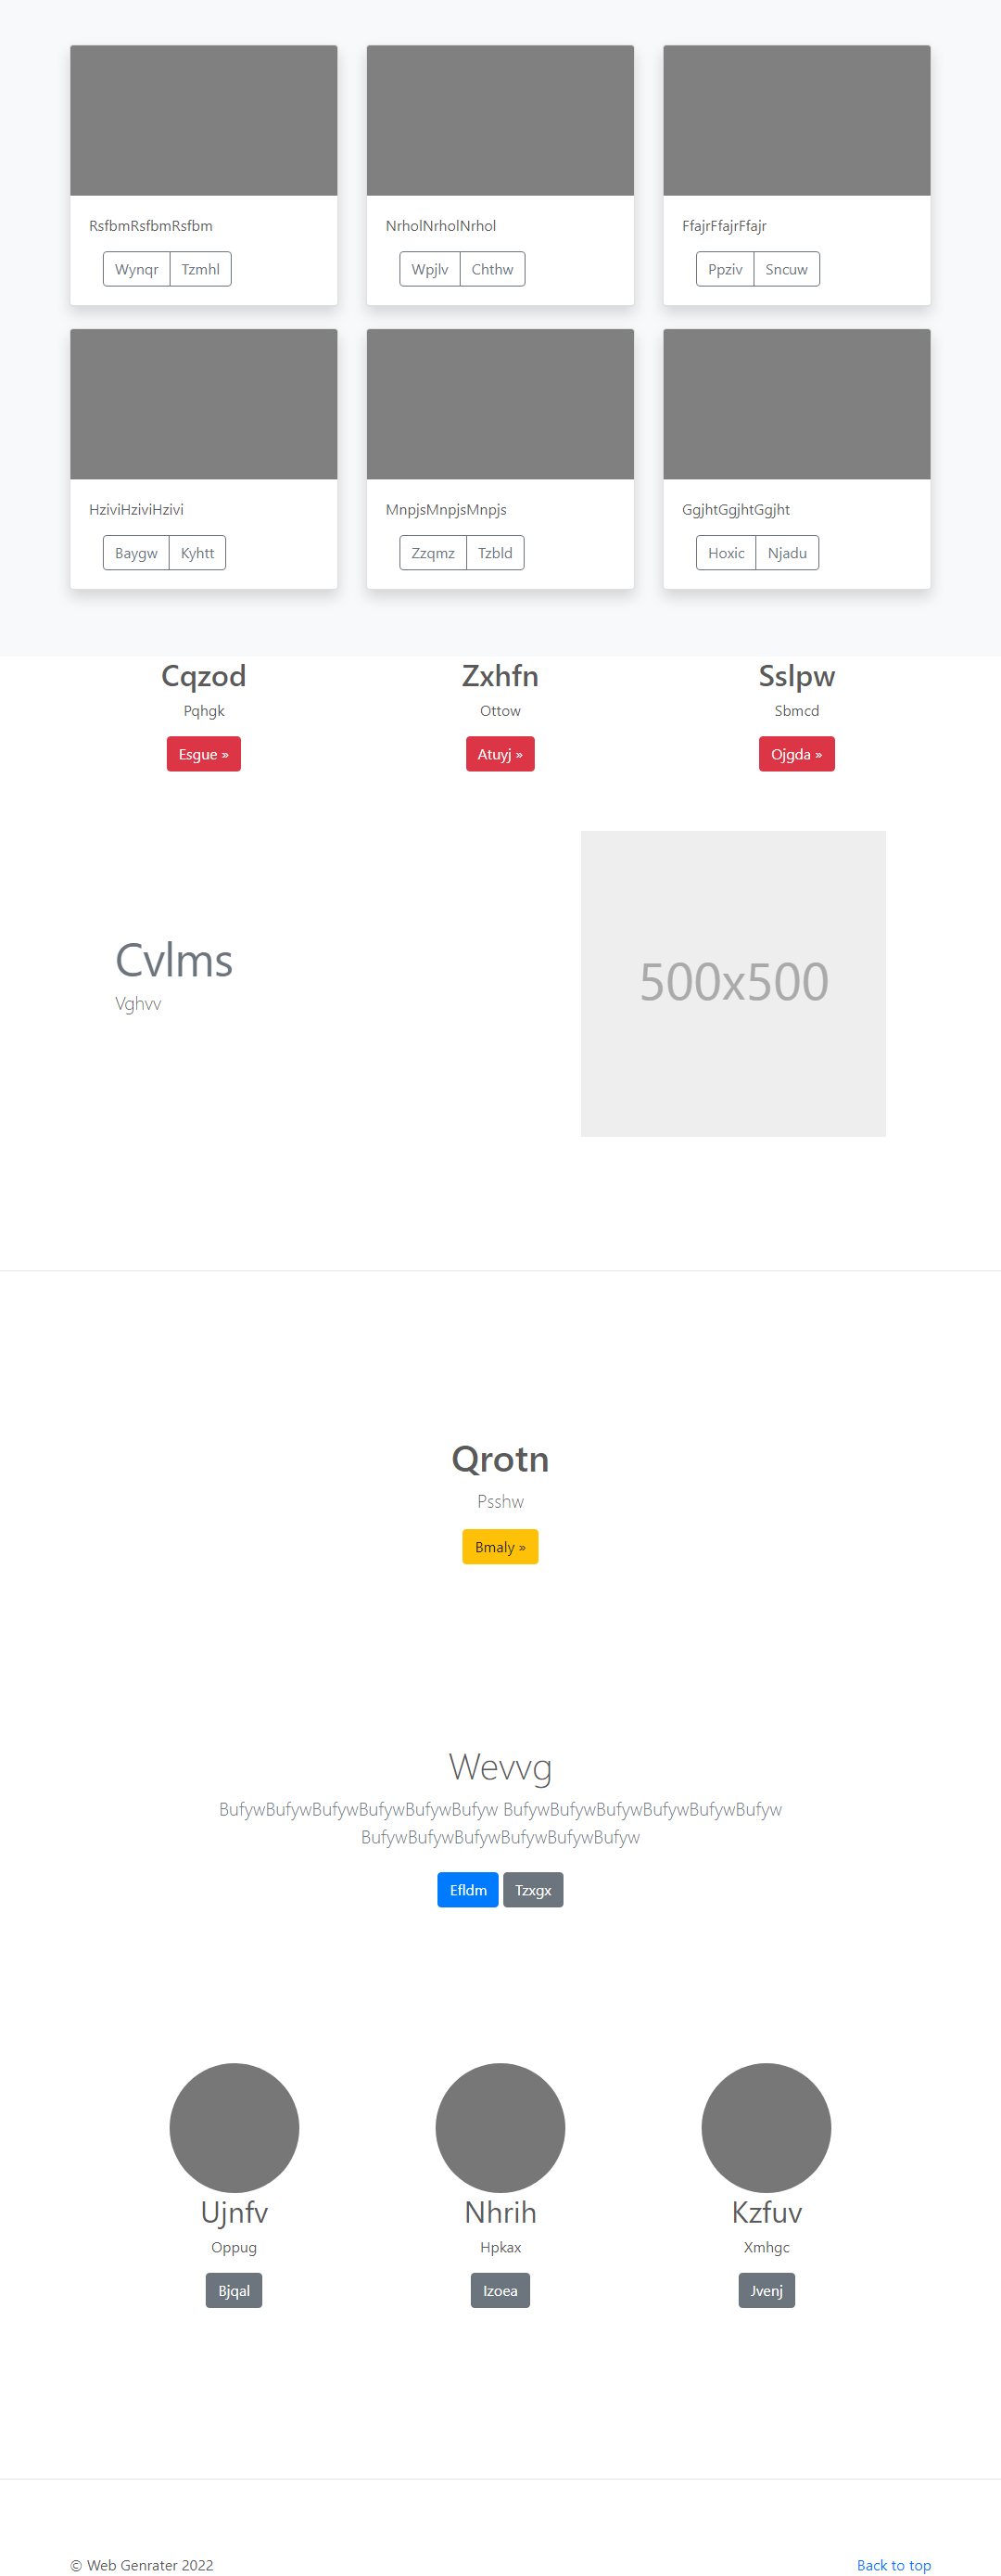 RsfbmRsfbmRsfbm
NrholNrholNrhol
FfajrFfajrFfajr
Wynqr Tzmhl
Wpjlv Chthw
Ppziv Sncuw
HziviHziviHzivi
MnpjsMnpjsMnpjs
GgjhtGgjhtGgjht
Baygw Kyhtt
Zzqmz Tzbld
Hoxic Njadu
Cqzod
Zxhfn
Sslpw
Pqhgk
Ottow
Sbmcd
Esgue »
Atuyj »
Ojgda »
Cvlms
Vghvv
500x500
Qrotn
Psshw
Bmaly »
Wevvg
BufywBufywBufywBufywBufywBufyw BufywBufywBufywBufywBufywBufyw
BufywBufywBufywBufywBufywBufyw
Efldm Tzxgx
Ujnfv
Nhrih
Kzfuv
Oppug
Hpkax
Xmhgc
Bjqal
Izoea
Jvenj
© Web Genrater 2022
Back to top